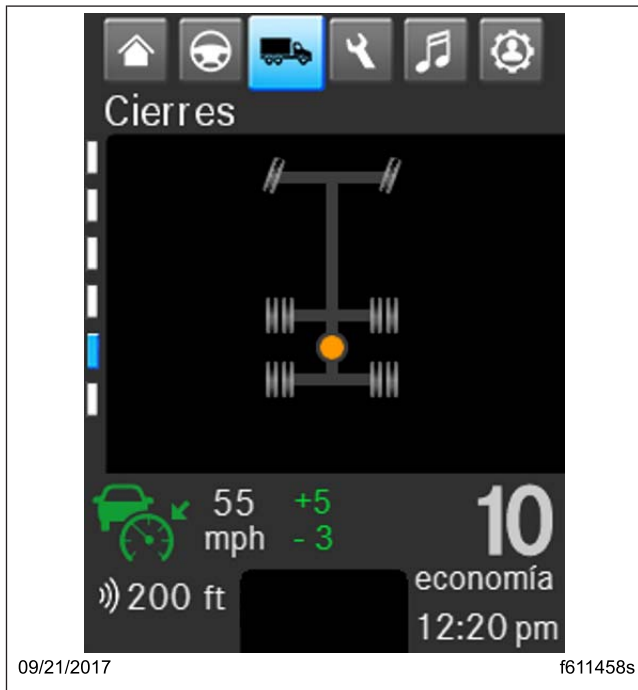 Cierres
55 +5
mph - 3
10
economía
200 ft
12:20 pm
09/21/2017 f611458s